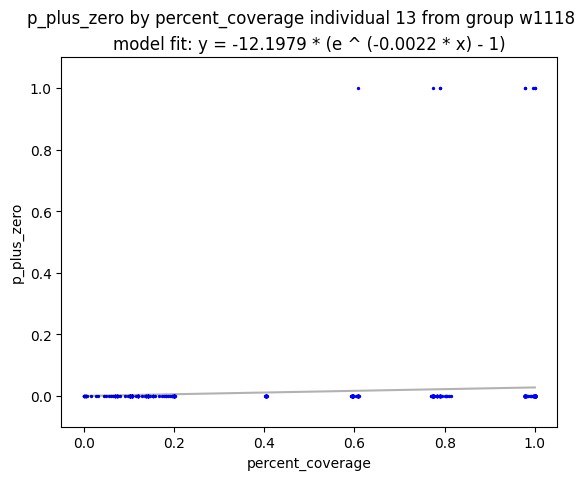 p_plus_zero by percent_coverage individual 13 from group w1118
model fit: y = -12.1979 * (e ^ (-0.0022 * x) - 1)
1.0
0.8
0.6
0.4
0.2
0.0
p_plus_zero
0.0 0.2 0.4 0.6 0.8 1.0
percent_coverage